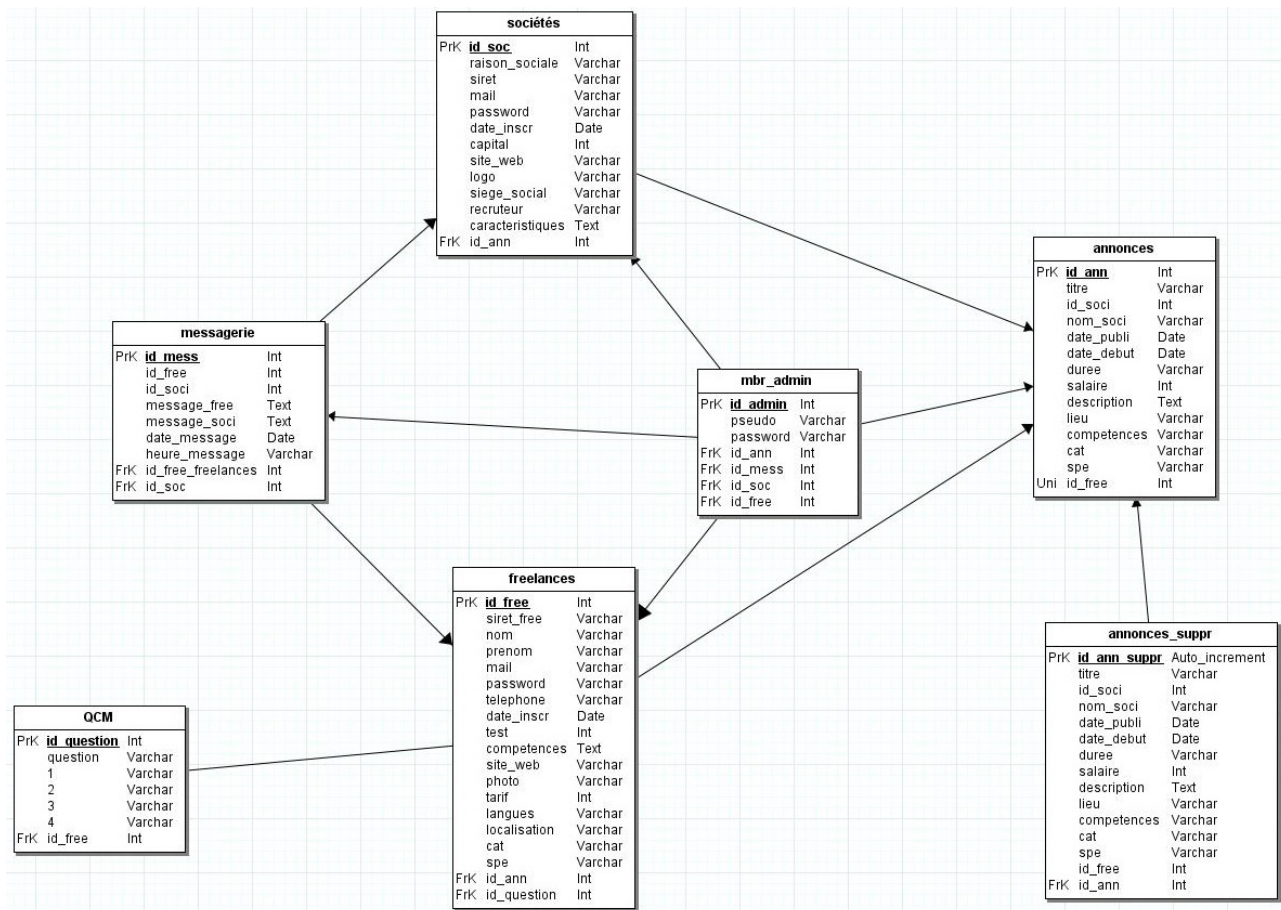 sociétés
PrK id_soc Int
raison_sociale Varchar
siret Varchar
mail Varchar
password Varchar
date_inscr Date
capital Int
site_web Varchar
logo Varchar
siege_social Varchar
recruteur Varchar
caracteristiques Text
FrK id_ann Int
annonces
PrK id_ann Int
titre Varchar
id_soci Int
nom_soci Varchar
date_publi Date
date_debut Date
duree Varchar
salaire Int
description Text
lieu Varchar
competences Varchar
cat Varchar
spe Varchar
Uni id_free Int
messagerie
PrK id_mess Int
id_free Int
id_soci Int
message_free Text
message_soci Text
date_message Date
heure_message Varchar
FrK id_free_freelances Int
FrK id_soc Int
mbr_admin
PrK id_admin Int
pseudo Varchar
password Varchar
FrK id_ann Int
FrK id_mess Int
FrK id_soc Int
FrK id_free Int
freelances
PrK id_free Int
siret_free Varchar
nom Varchar
prenom Varchar
mail Varchar
password Varchar
telephone Varchar
date_inscr Date
test Int
competences Text
site_web Varchar
photo Varchar
tarif Int
langues Varchar
localisation Varchar
cat Varchar
spe Varchar
FrK id_ann Int
FrK id_question Int
annonces_suppr
PrK id_ann_suppr Auto_increment
titre Varchar
id_soci Int
nom_soci Varchar
date_publi Date
date_debut Date
duree Varchar
salaire Int
description Text
lieu Varchar
competences Varchar
cat Varchar
spe Varchar
id_free Int
FrK id_ann Int
QCM
PrK id_question Int
question Varchar
1 Varchar
2 Varchar
3 Varchar
4 Varchar
FrK id_free Int